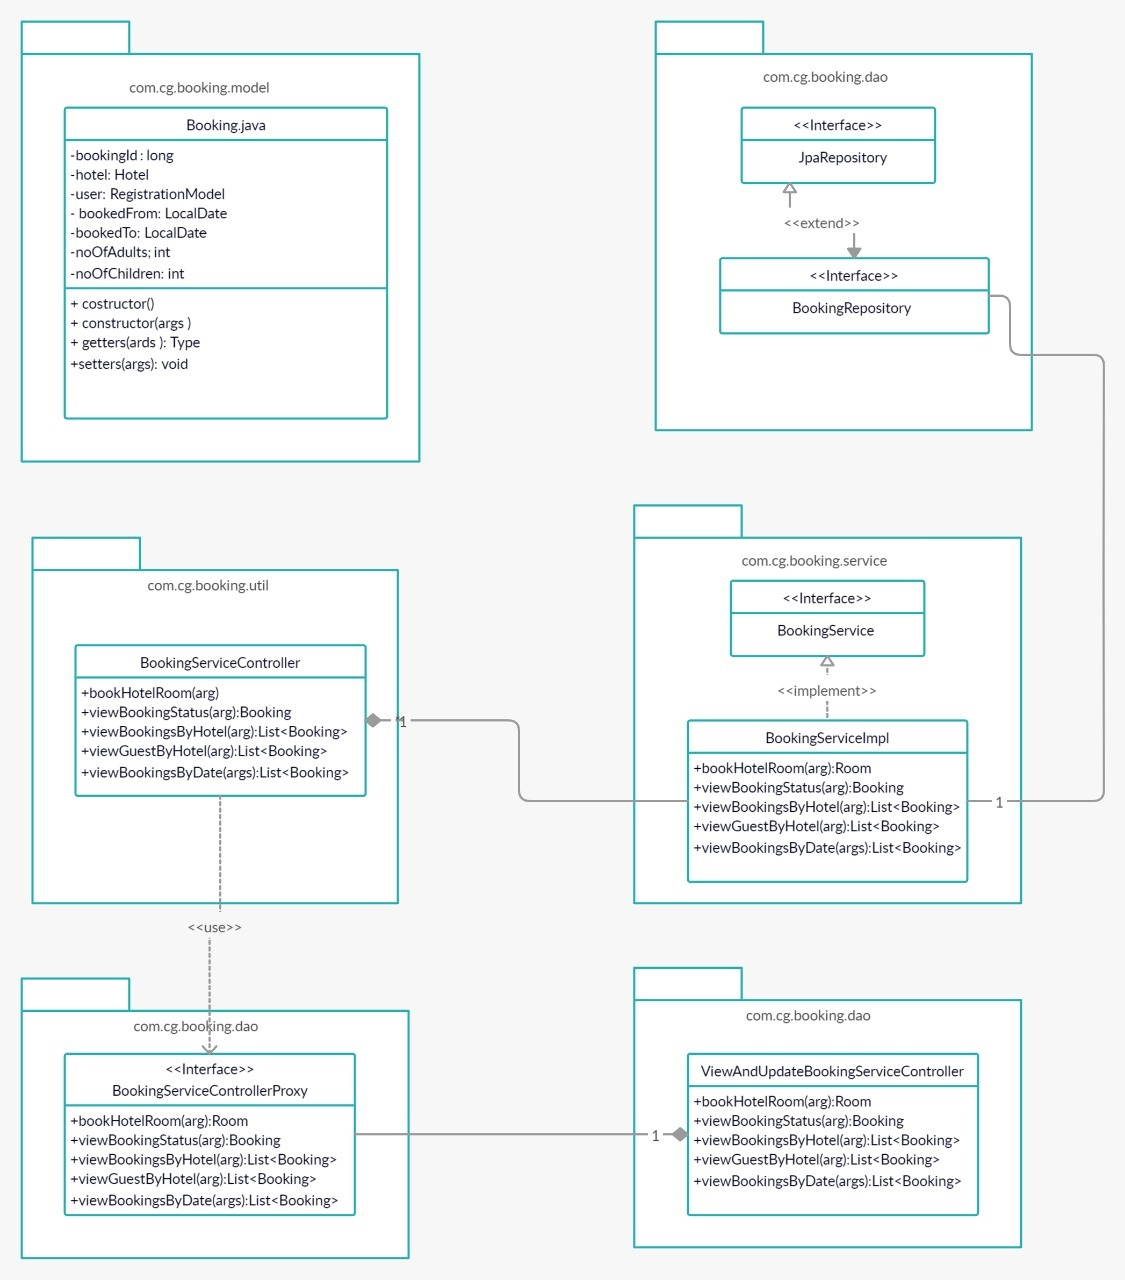 com.cg.booking.model
Booking.java
-bookingId : long
-hotel: Hotel
-user: RegistrationModel
- bookedFrom: LocalDate
-bookedTo: LocalDate
-noOfAdults; int
-noOfChildren: int
+ costructor()
+ constructor(args )
+ getters(ards ): Type
+setters(args): void
com.cg.booking.dao
<<Interface>>
JpaRepository
<<extend>>
<<Interface>>
BookingRepository
com.cg.booking.util
BookingServiceController
+bookHotelRoom(arg)
+viewBookingStatus(arg):Booking
+viewBookingsByHotel(arg):List<Booking>
+viewGuestByHotel(arg):List<Booking>
+viewBookingsByDate(args):List<Booking>
1
com.cg.booking.service
<<Interface>>
BookingService
<<implement>>
BookingServiceImpl
+bookHotelRoom(arg):Room
+viewBookingStatus(arg):Booking
+viewBookingsByHotel(arg):List<Booking>
+viewGuestByHotel(arg):List<Booking>
+viewBookingsByDate(args):List<Booking>
1
<<use>>
com.cg.booking.dao
<<Interface>>
BookingServiceControllerProxy
+bookHotelRoom(arg):Room
+viewBookingStatus(arg):Booking
+viewBookingsByHotel(arg):List<Booking>
+viewGuestByHotel(arg):List<Booking>
+viewBookingsByDate(args):List<Booking>
1
com.cg.booking.dao
ViewAndUpdateBookingServiceController
+bookHotelRoom(arg):Room
+viewBookingStatus(arg):Booking
+viewBookingsByHotel(arg):List<Booking>
+viewGuestByHotel(arg):List<Booking>
+viewBookingsByDate(args):List<Booking>